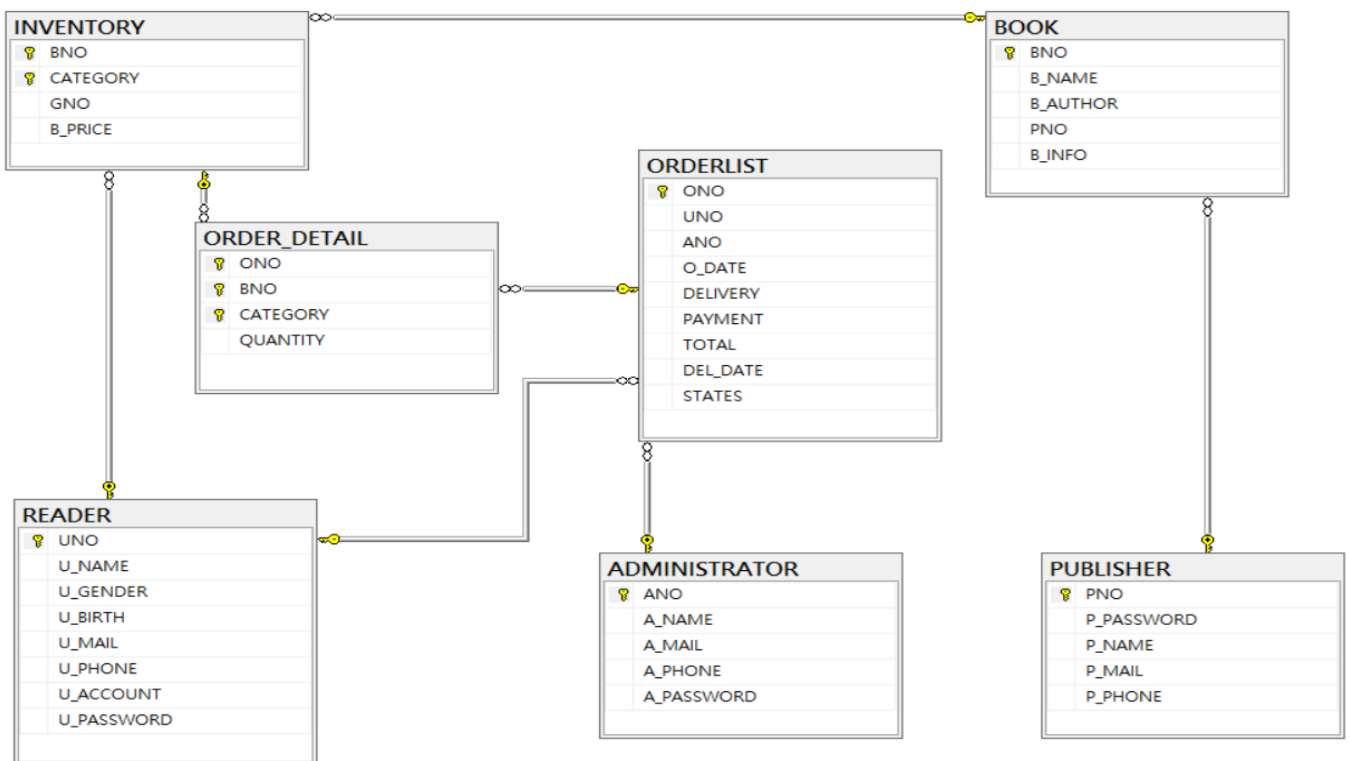 INVENTORY
BNO
CATEGORY
GNO
B_PRICE
BOOK
BNO
B_NAME
B_AUTHOR
PNO
B_INFO
ORDERLIST
ONO
UNO
ANO
O_DATE
DELIVERY
PAYMENT
TOTAL
DEL_DATE
STATES
ORDER_DETAIL
ONO
BNO
CATEGORY
QUANTITY
READER
UNO
U_NAME
U_GENDER
U_BIRTH
U_MAIL
U_PHONE
U_ACCOUNT
U_PASSWORD
ADMINISTRATOR
ANO
A_NAME
A_MAIL
A_PHONE
A_PASSWORD
PUBLISHER
PNO
P_PASSWORD
P_NAME
P_MAIL
P_PHONE